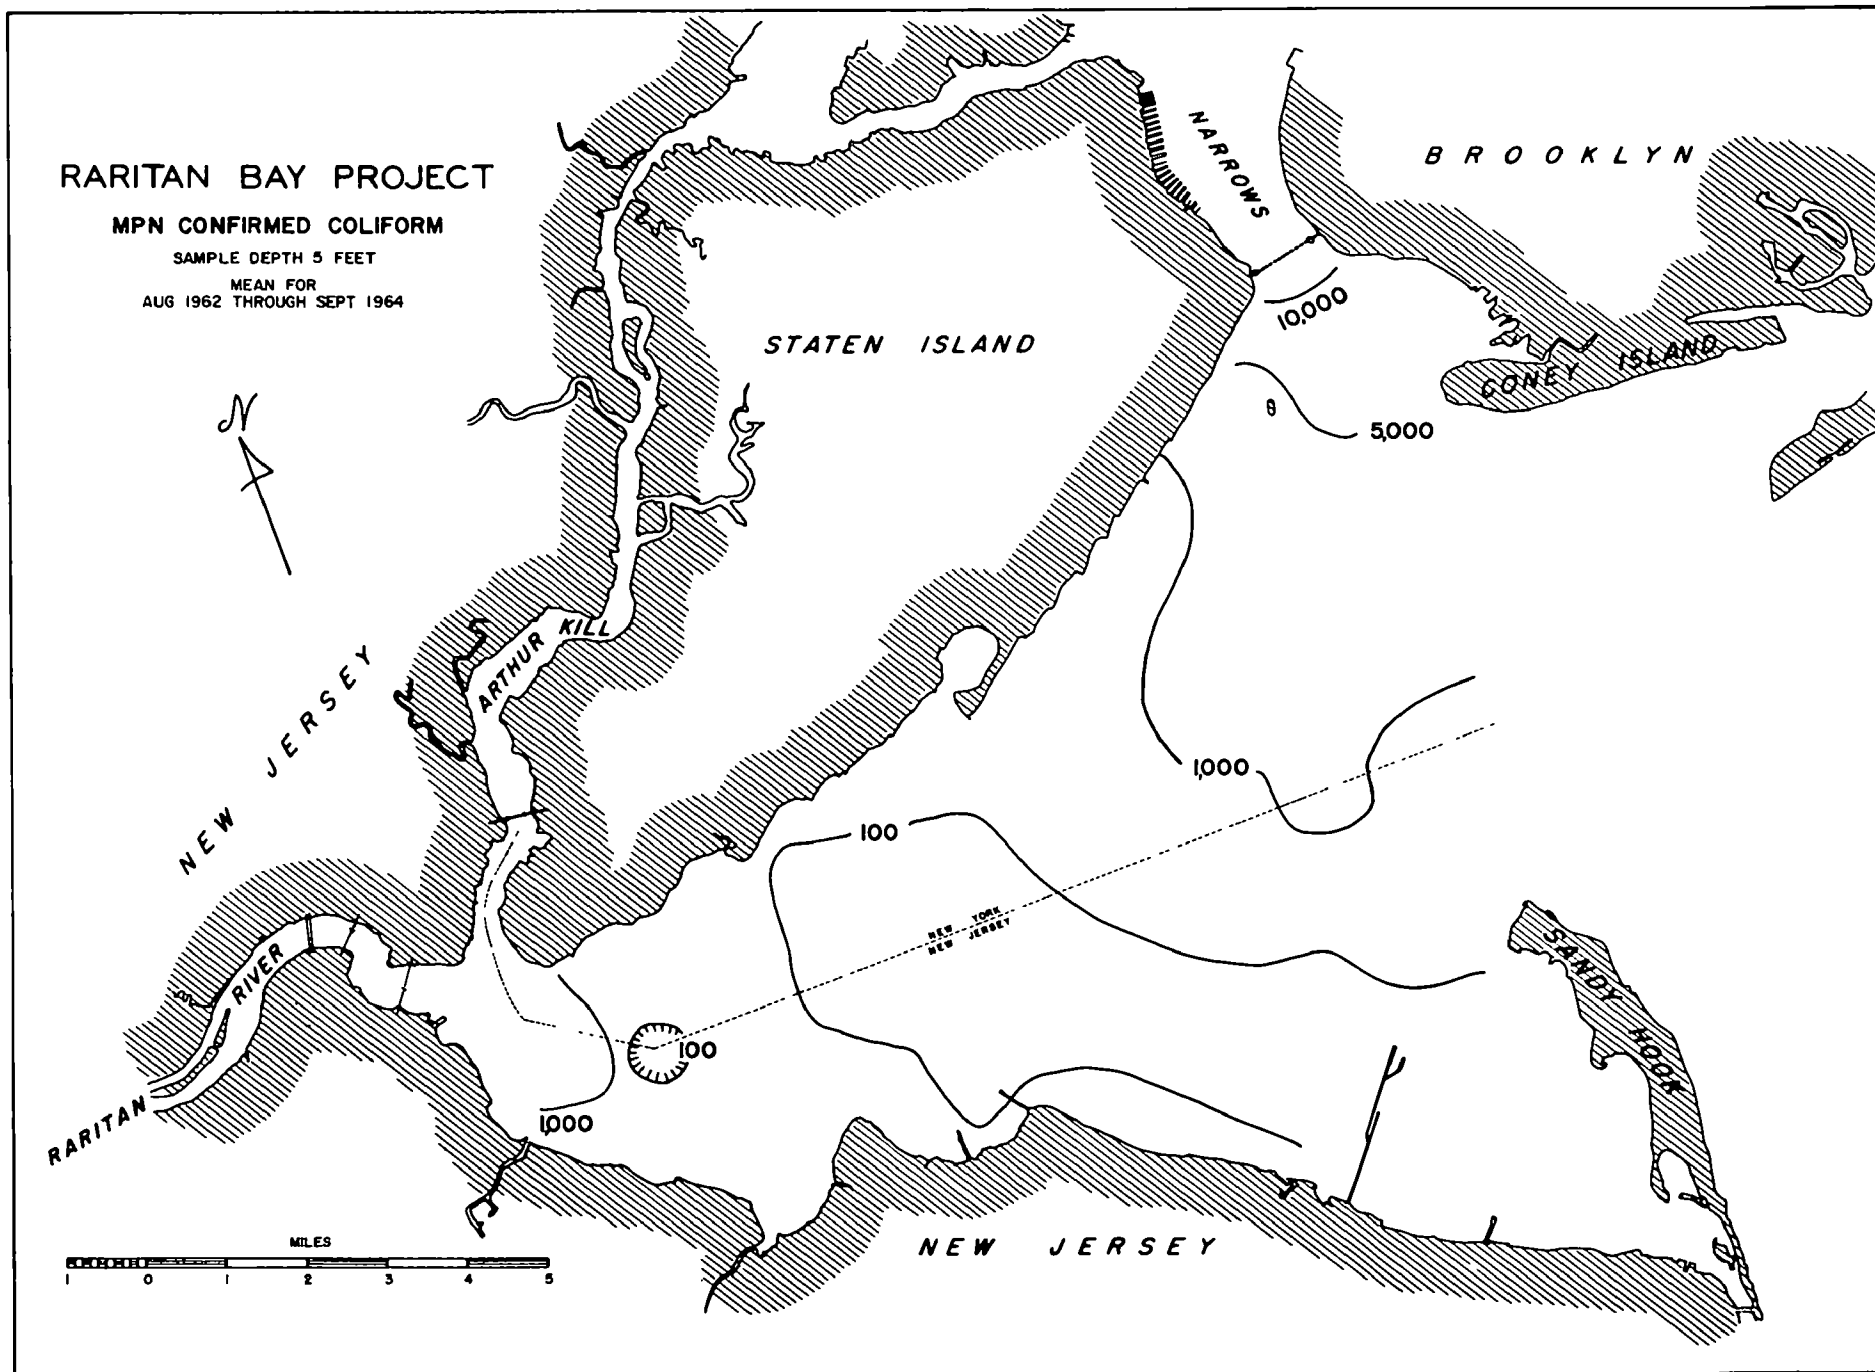 RARITAN BAY PROJECT
MPN CONFIRMED COLIFORM
SAMPLE DEPTH 5 FEET
MEAN FOR
AUG 1962 THROUGH SEPT 1964
N
NARROWS
BROOKLYN
STATEN ISLAND
10,000
CONEY ISLAND
5,000
ARTHUR KILL
NEW JERSEY
1,000
100
NEW YORK
NEW JERSEY
SANDY HOOK
RARITAN RIVER
100
1,000
NEW JERSEY
MILES
1 0 1 2 3 4 5